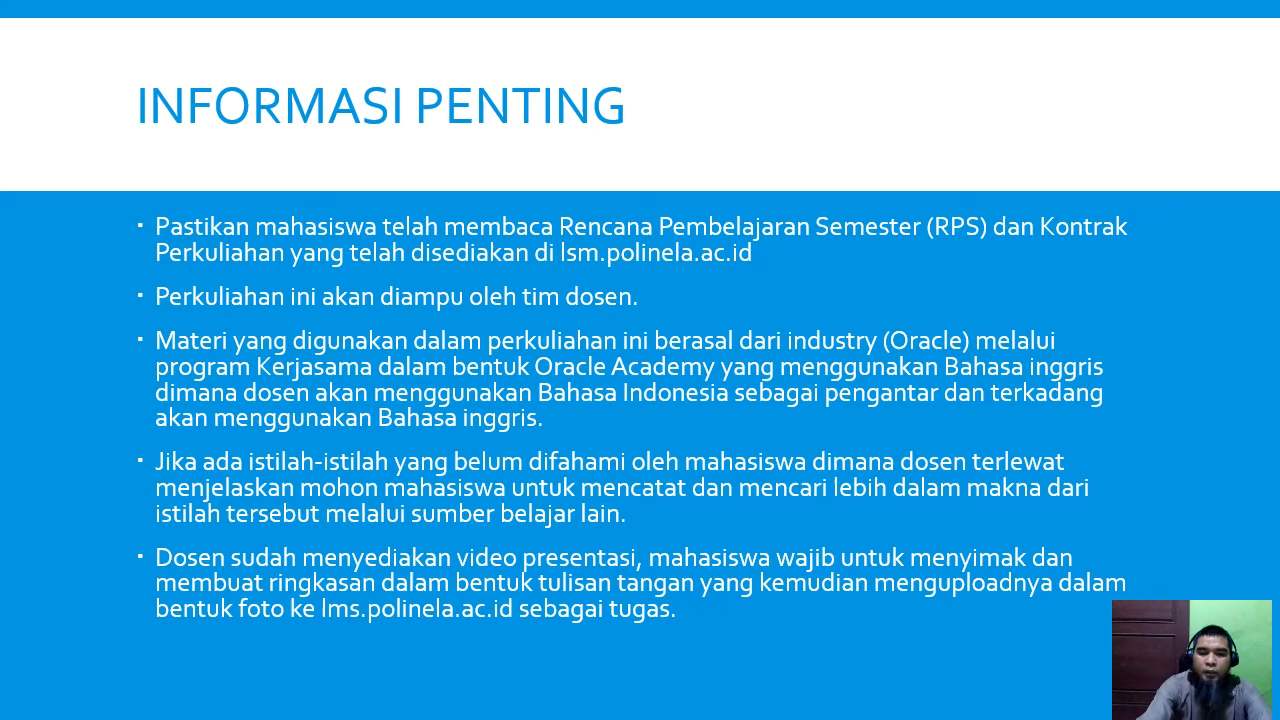 INFORMASI PENTING
Pastikan mahasiswa telah membaca Rencana Pembelajaran Semester (RPS) dan Kontrak
Perkuliahan yang telah disediakan di lsm.polinela.ac.id
Perkuliahan ini akan diampu oleh tim dosen.
Materi yang digunakan dalam perkuliahan ini berasal dari industry (Oracle) melalui
program Kerjasama dalam bentuk Oracle Academy yang menggunakan Bahasa inggris
dimana dosen akan menggunakan Bahasa Indonesia sebagai pengantar dan terkadang
akan menggunakan Bahasa inggris.
Jika ada istilah-istilah yang belum difahami oleh mahasiswa dimana dosen terlewat
menjelaskan mohon mahasiswa untuk mencatat dan mencari lebih dalam makna dari
istilah tersebut melalui sumber belajar lain.
Dosen sudah menyediakan video presentasi, mahasiswa wajib untuk menyimak dan
membuat ringkasan dalam bentuk tulisan tangan yang kemudian menguploadnya dalam
bentuk foto ke lms.polinela.ac.id sebagai tugas.